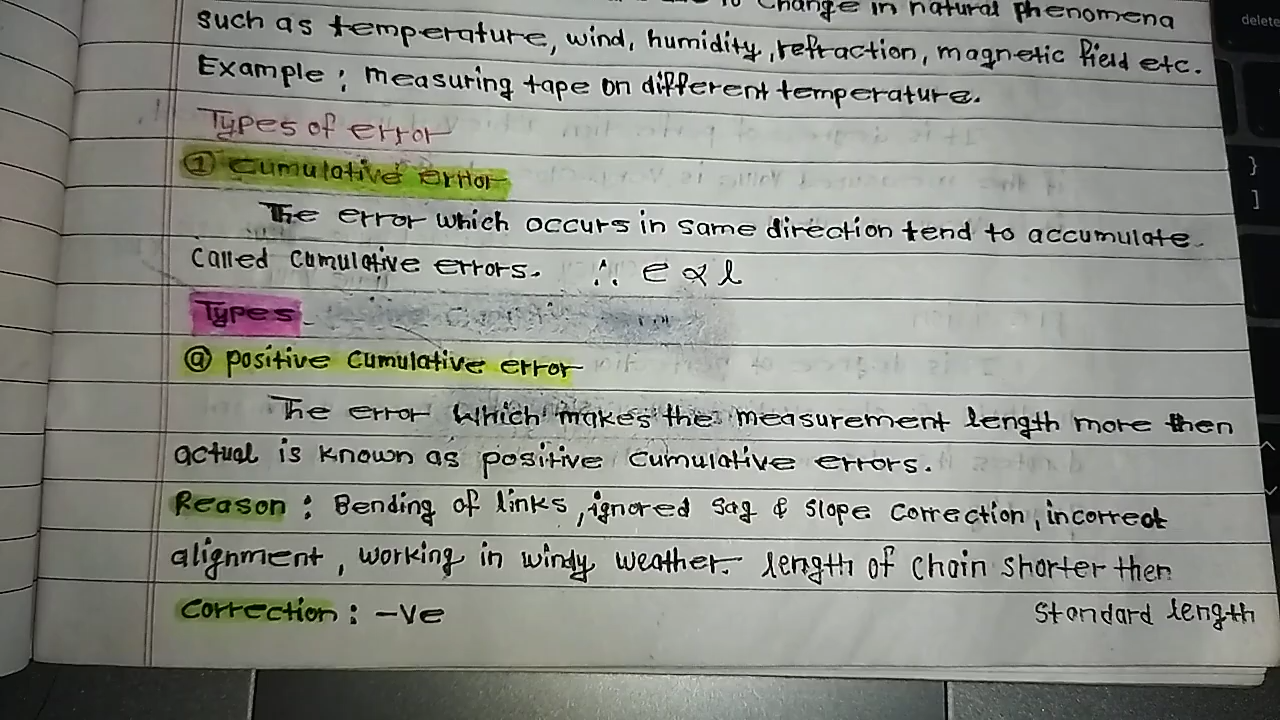 to change in natural phenomena
such as temperature, wind, humidity, refraction, magnetic field etc.
Example : measuring tape on different temperature.
Types of error
① Cumulative error
The error which occurs in same direction tend to accumulate.
Called cumulative errors. ∴ e ∝ l
Types
ⓐ positive cumulative error
The error which makes the measurement length more then
actual is known as positive cumulative errors.
Reason : Bending of links, ignored sag & slope correction, incorrect
alignment, working in windy weather. length of chain shorter then
Standard length
Correction : -ve
delete
}
]